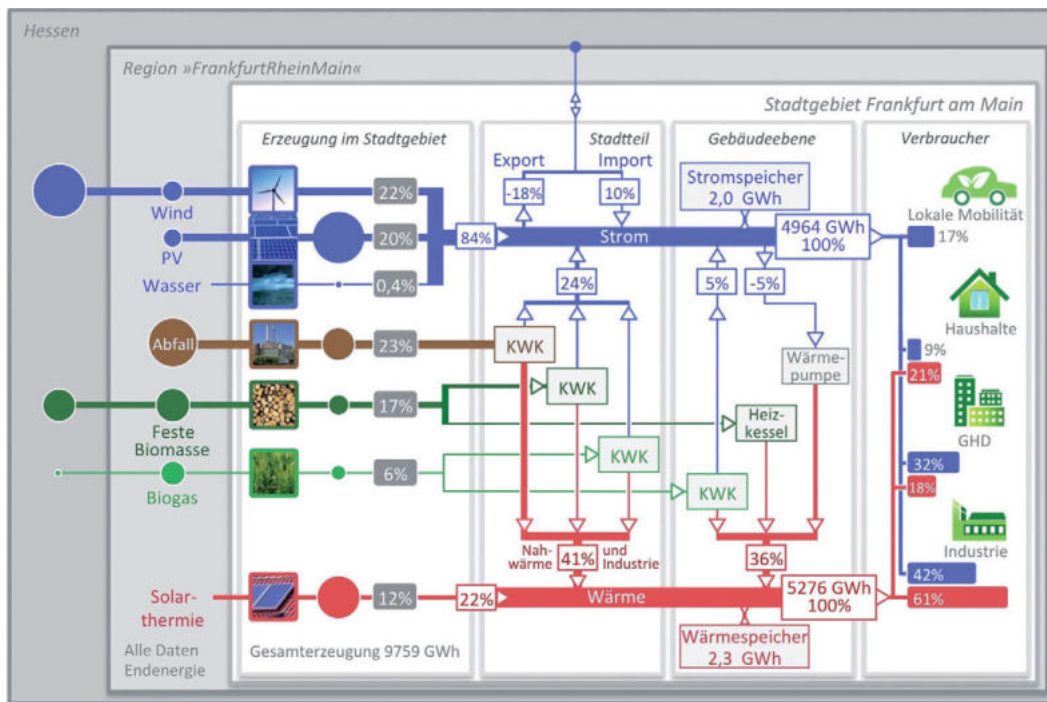 Hessen
Region »FrankfurtRheinMain«
Stadtgebiet Frankfurt am Main
Erzeugung im Stadtgebiet
Stadtteil
Gebäudeebene
Verbraucher
Export
Import
-18%
10%
Stromspeicher
2,0 GWh
Wind
22%
PV
20%
84%
Strom
4964 GWh
100%
Lokale Mobilität
17%
Wasser
0,4%
24%
5%
-5%
Haushalte
Abfall
23%
KWK
Wärme-
pumpe
9%
21%
Feste
Biomasse
17%
KWK
Heiz-
kessel
GHD
Biogas
6%
KWK
KWK
32%
18%
Nah-
wärme
41%
und
Industrie
36%
Industrie
42%
Solar-
thermie
12%
22%
Wärme
5276 GWh
100%
61%
Alle Daten
Endenergie
Gesamterzeugung 9759 GWh
Wärmespeicher
2,3 GWh